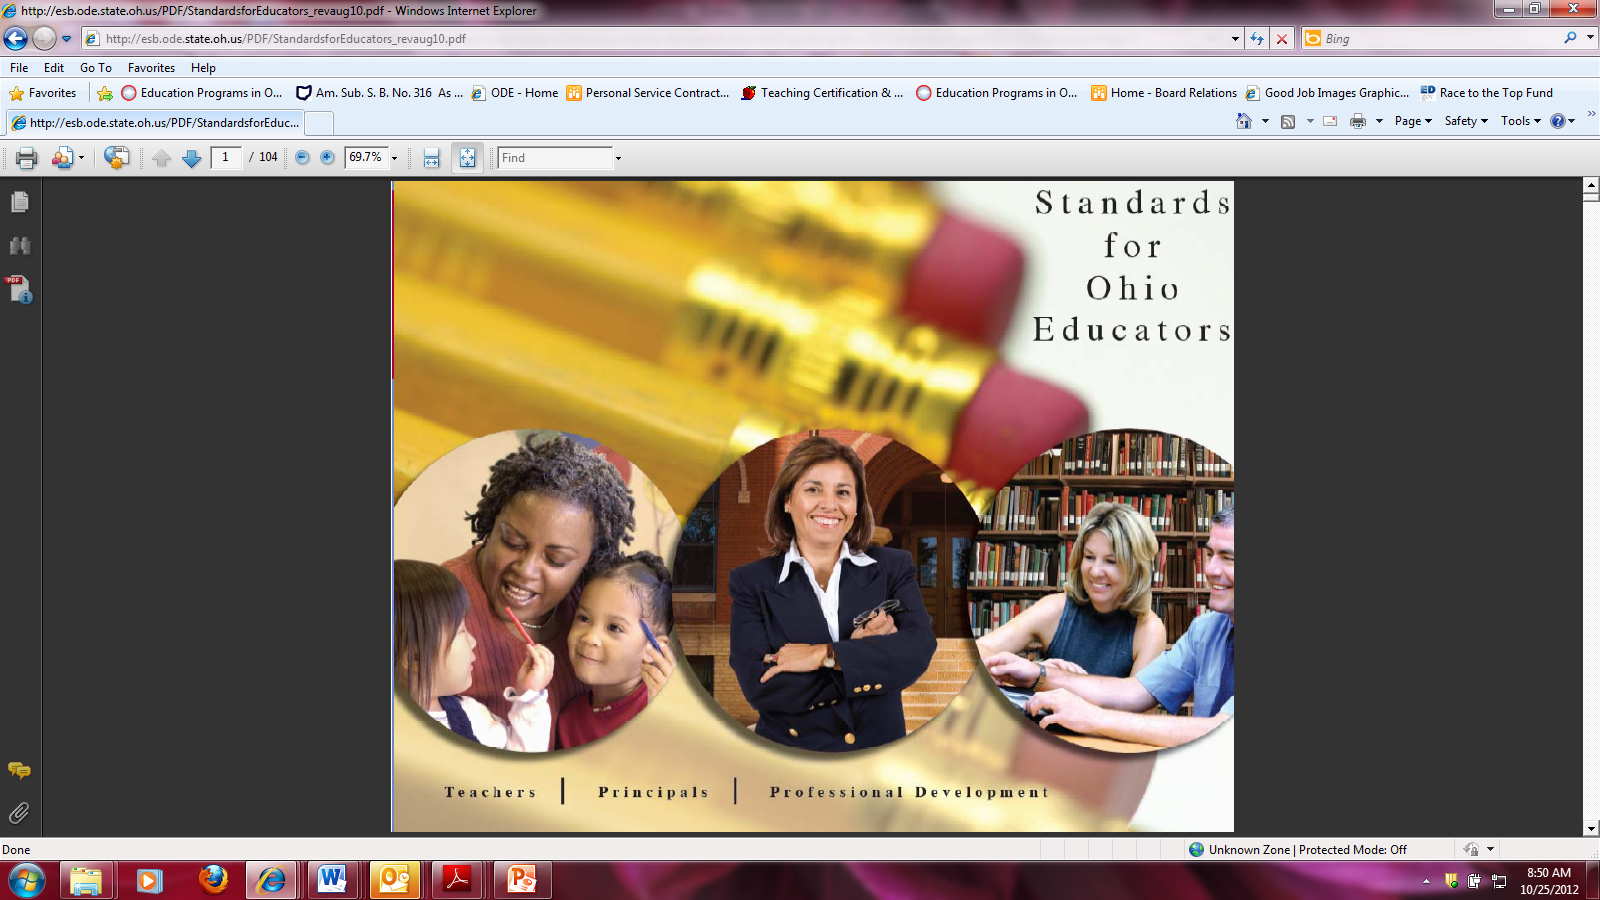 http://esb.ode.state.oh.us/PDF/StandardsforEducators_revaug10.pdf - Windows Internet Explorer
http://esb.ode.state.oh.us/PDF/StandardsforEducators_revaug10.pdf
Bing
File Edit Go To Favorites Help
Favorites Education Programs in O... Am. Sub. S. B. No. 316 As ... ODE - Home Personal Service Contract... Teaching Certification & ... Education Programs in O... Home - Board Relations Good Job Images Graphic... Race to the Top Fund
http://esb.ode.state.oh.us/PDF/StandardsforEduc...
Page Safety Tools
1 / 104 69.7% Find
Standards
for
Ohio
Educators
Teachers | Principals | Professional Development
Done
Unknown Zone | Protected Mode: Off
8:50 AM
10/25/2012